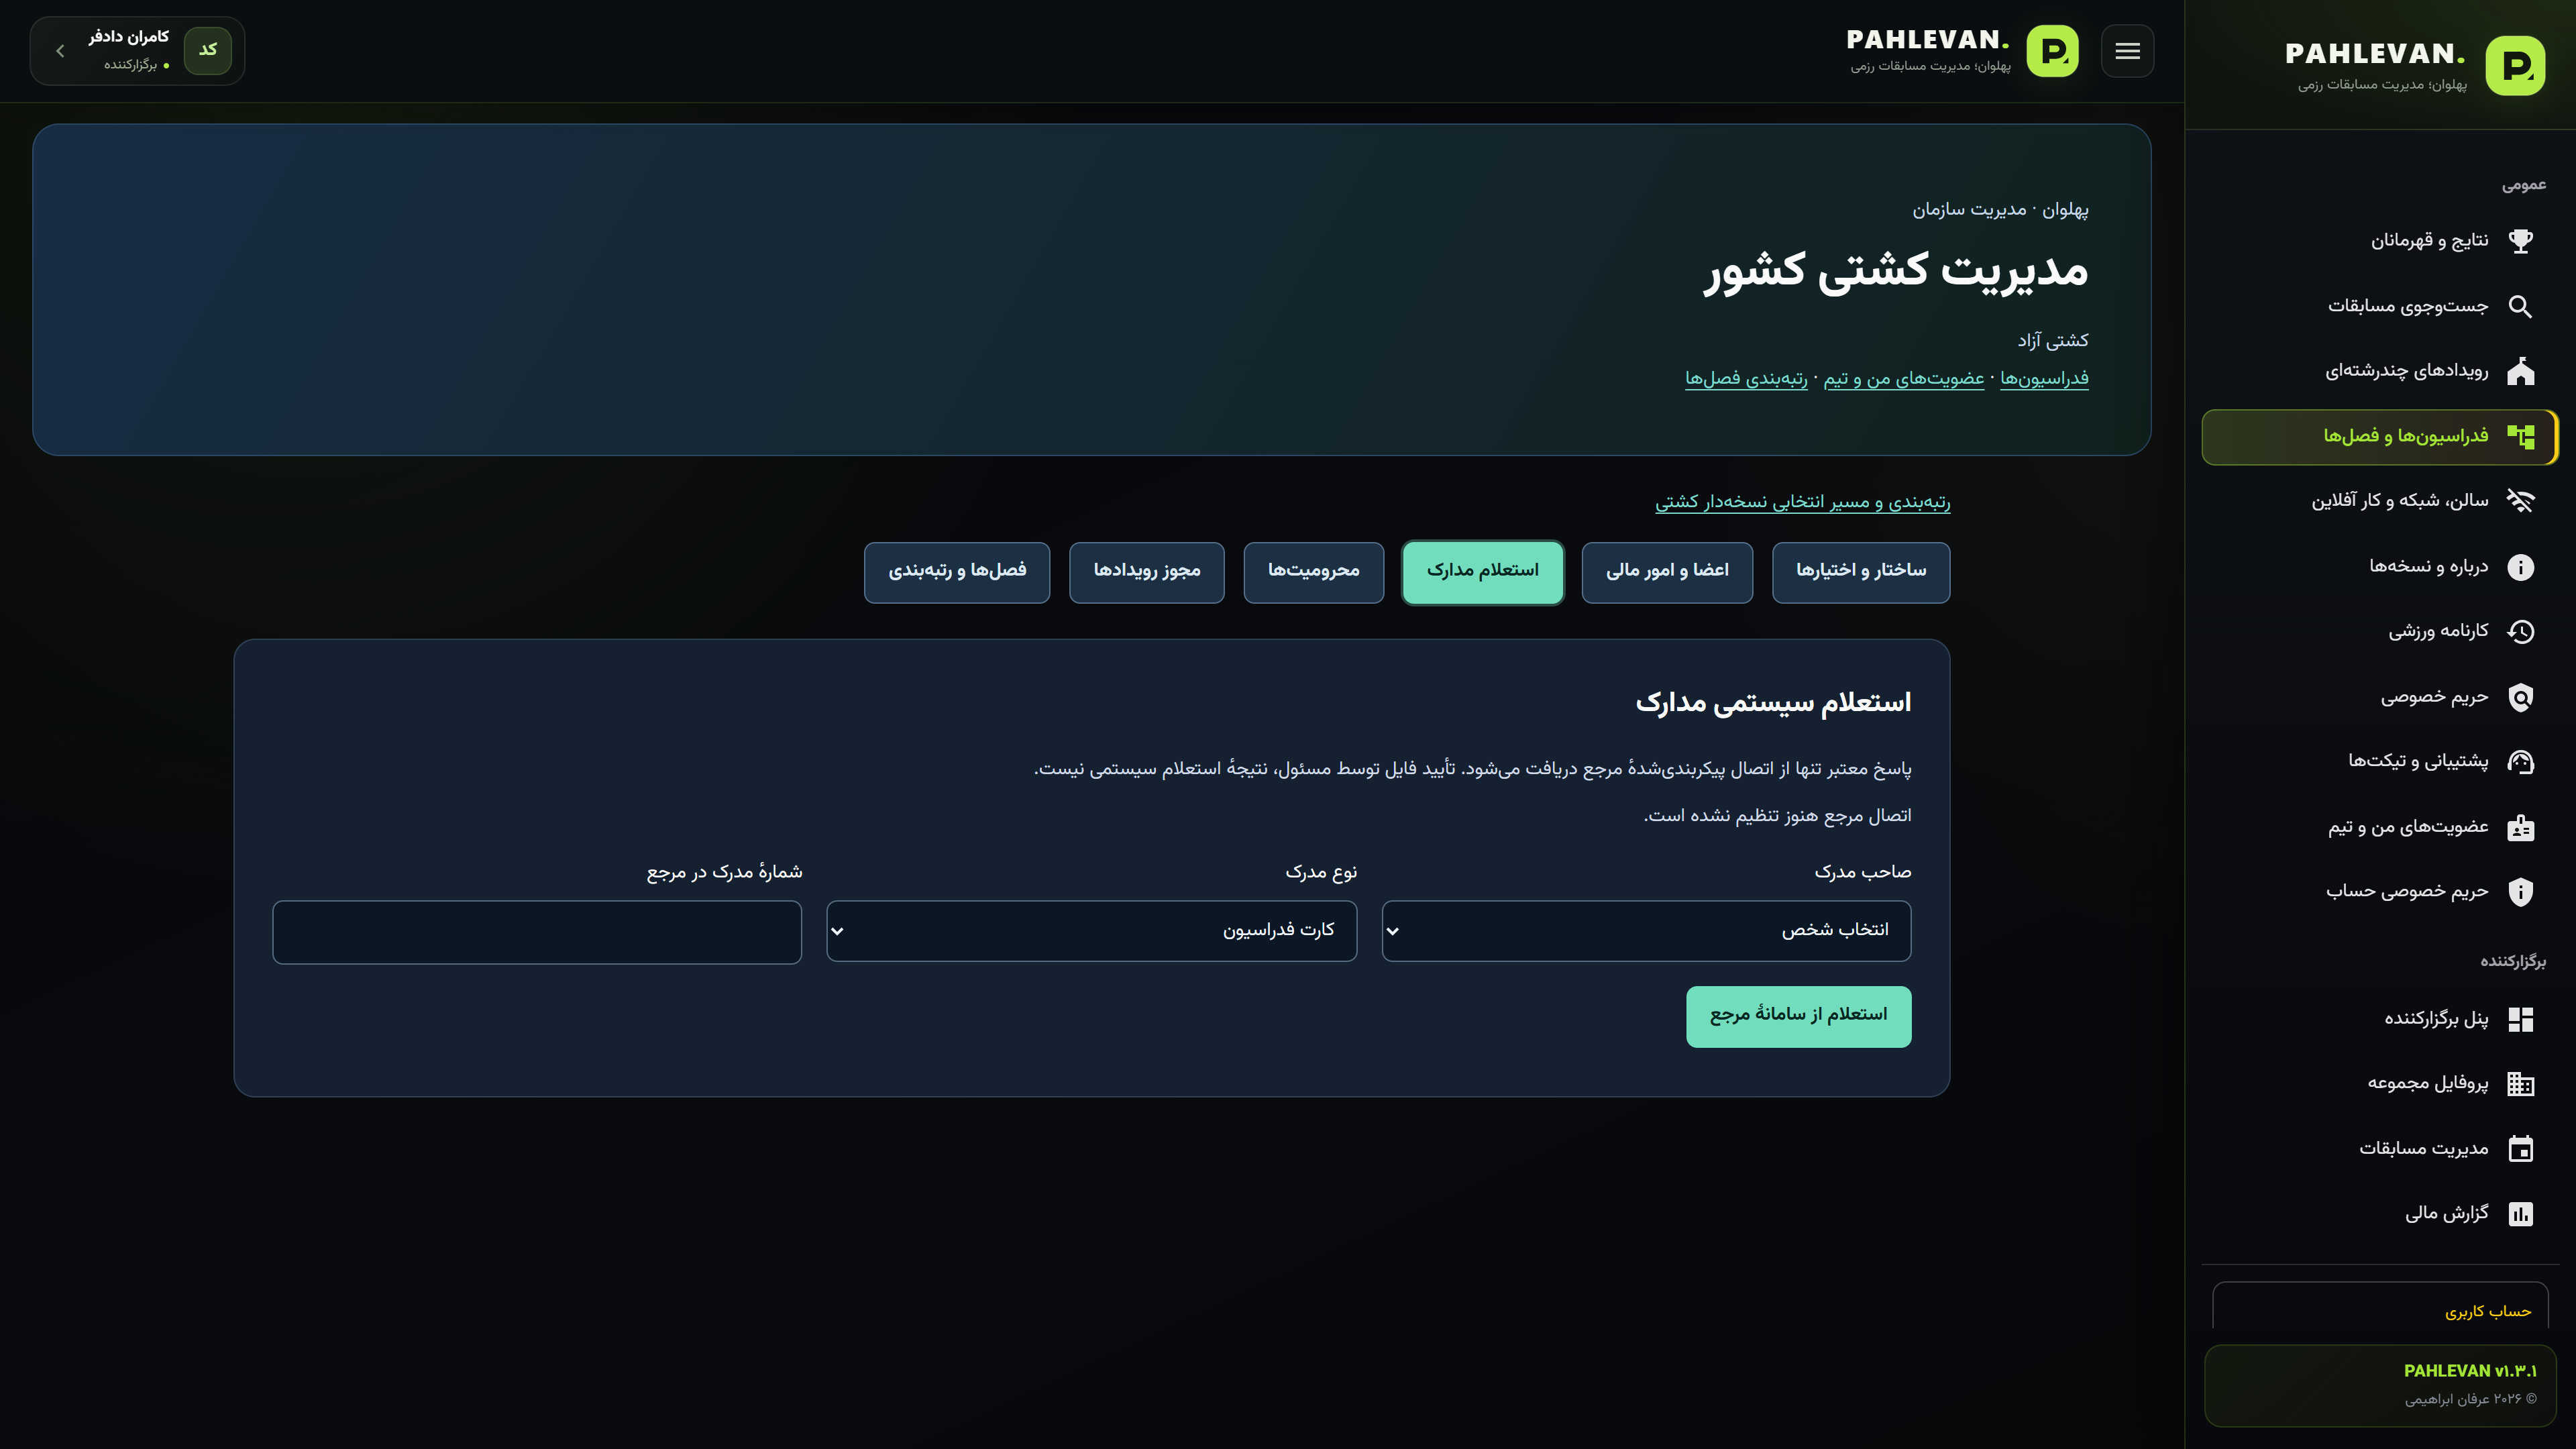 PAHLEVAN.
پهلوان؛ مدیریت مسابقات رزمی
عمومی
نتایج و قهرمانان
جست‌وجوی مسابقات
رویدادهای چندرشته‌ای
فدراسیون‌ها و فصل‌ها
سالن، شبکه و کار آفلاین
درباره و نسخه‌ها
کارنامه ورزشی
حریم خصوصی
پشتیبانی و تیکت‌ها
عضویت‌های من و تیم
حریم خصوصی حساب
برگزارکننده
پنل برگزارکننده
پروفایل مجموعه
مدیریت مسابقات
گزارش مالی
حساب کاربری
PAHLEVAN v۱.۳.۱
© ۲۰۲۶ عرفان ابراهیمی
PAHLEVAN.
پهلوان؛ مدیریت مسابقات رزمی
کد
کامران دادفر
برگزارکننده
پهلوان · مدیریت سازمان
مدیریت کشتی کشور
کشتی آزاد
فدراسیون‌ها · عضویت‌های من و تیم · رتبه‌بندی فصل‌ها
رتبه‌بندی و مسیر انتخابی نسخه‌دار کشتی
ساختار و اختیارها
اعضا و امور مالی
استعلام مدارک
محرومیت‌ها
مجوز رویدادها
فصل‌ها و رتبه‌بندی
استعلام سیستمی مدارک
پاسخ معتبر تنها از اتصال پیکربندی‌شدهٔ مرجع دریافت می‌شود. تأیید فایل توسط مسئول، نتیجهٔ استعلام سیستمی نیست.
اتصال مرجع هنوز تنظیم نشده است.
صاحب مدرک
نوع مدرک
شمارهٔ مدرک در مرجع
انتخاب شخص
کارت فدراسیون
استعلام از سامانهٔ مرجع